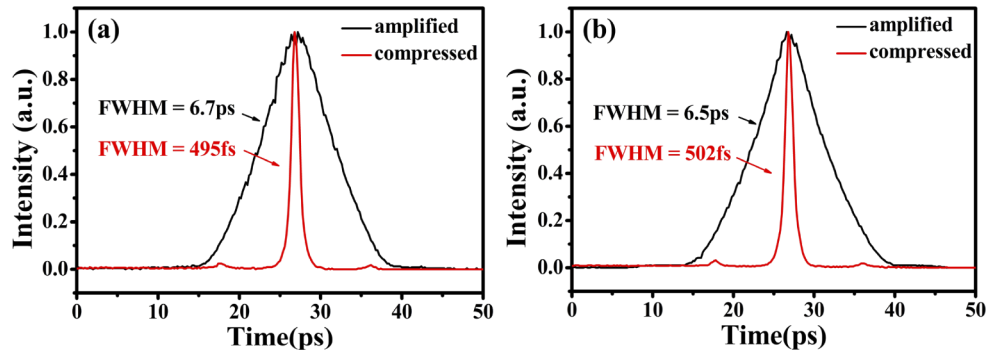 (a)
amplified
compressed
FWHM = 6.7ps
FWHM = 495fs
Intensity (a.u.)
1.0
0.8
0.6
0.4
0.2
0.0
0 10 20 30 40 50
Time(ps)
(b)
amplified
compressed
FWHM = 6.5ps
FWHM = 502fs
Intensity (a.u.)
1.0
0.8
0.6
0.4
0.2
0.0
0 10 20 30 40 50
Time(ps)